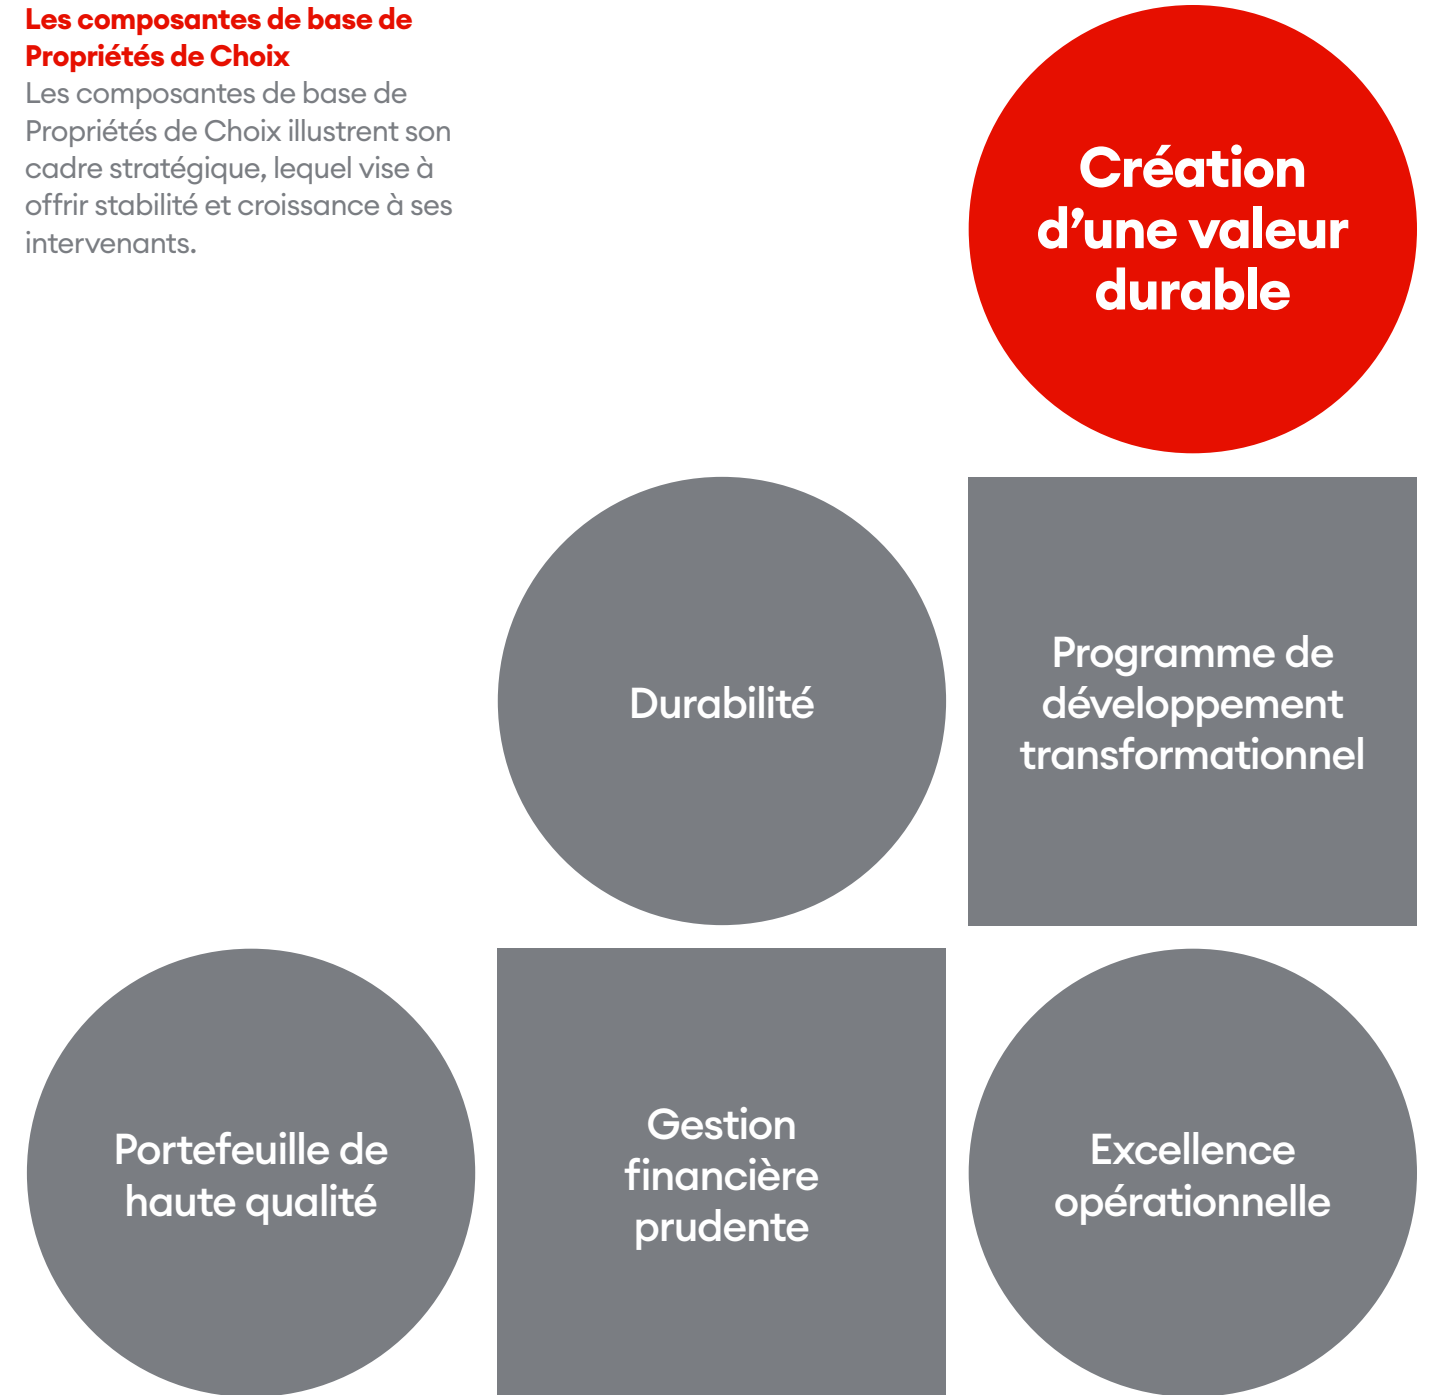 Les composantes de base de
Propriétés de Choix
Les composantes de base de
Propriétés de Choix illustrent son
cadre stratégique, lequel vise à
offrir stabilité et croissance à ses
intervenants.
Création
d’une valeur
durable
Durabilité
Programme de
développement
transformationnel
Portefeuille de
haute qualité
Gestion
financière
prudente
Excellence
opérationnelle